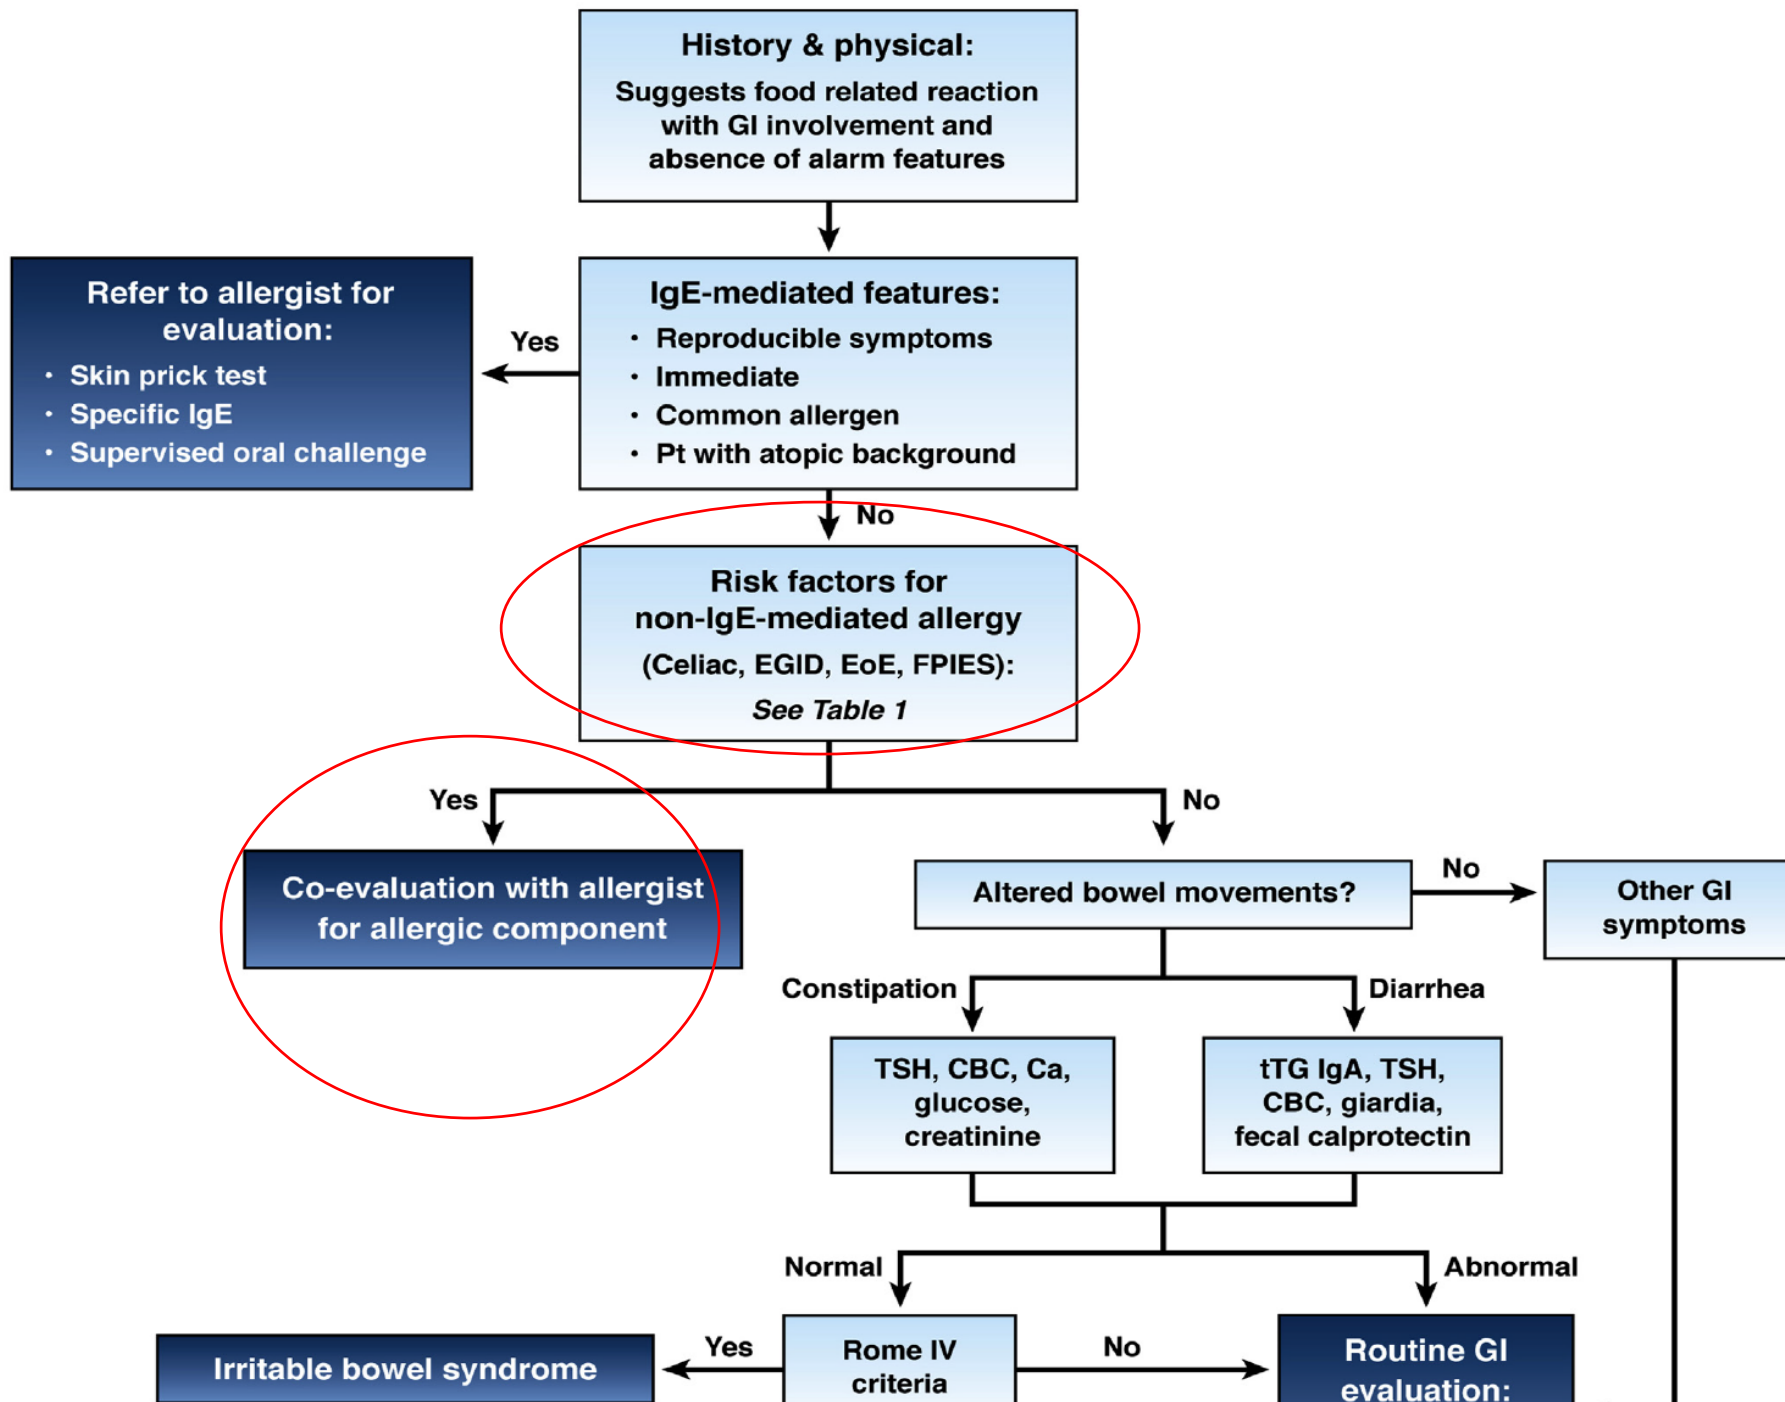 History & physical:
Suggests food related reaction
with GI involvement and
absence of alarm features
Refer to allergist for
evaluation:
· Skin prick test
· Specific IgE
· Supervised oral challenge
Yes
IgE-mediated features:
· Reproducible symptoms
· Immediate
· Common allergen
· Pt with atopic background
No
Risk factors for
non-IgE-mediated allergy
(Celiac, EGID, EoE, FPIES):
See Table 1
Yes
No
Co-evaluation with allergist
for allergic component
Altered bowel movements?
No
Other GI
symptoms
Constipation
Diarrhea
TSH, CBC, Ca,
glucose,
creatinine
tTG IgA, TSH,
CBC, giardia,
fecal calprotectin
Normal
Abnormal
Irritable bowel syndrome
Yes
Rome IV
criteria
No
Routine GI
evaluation: